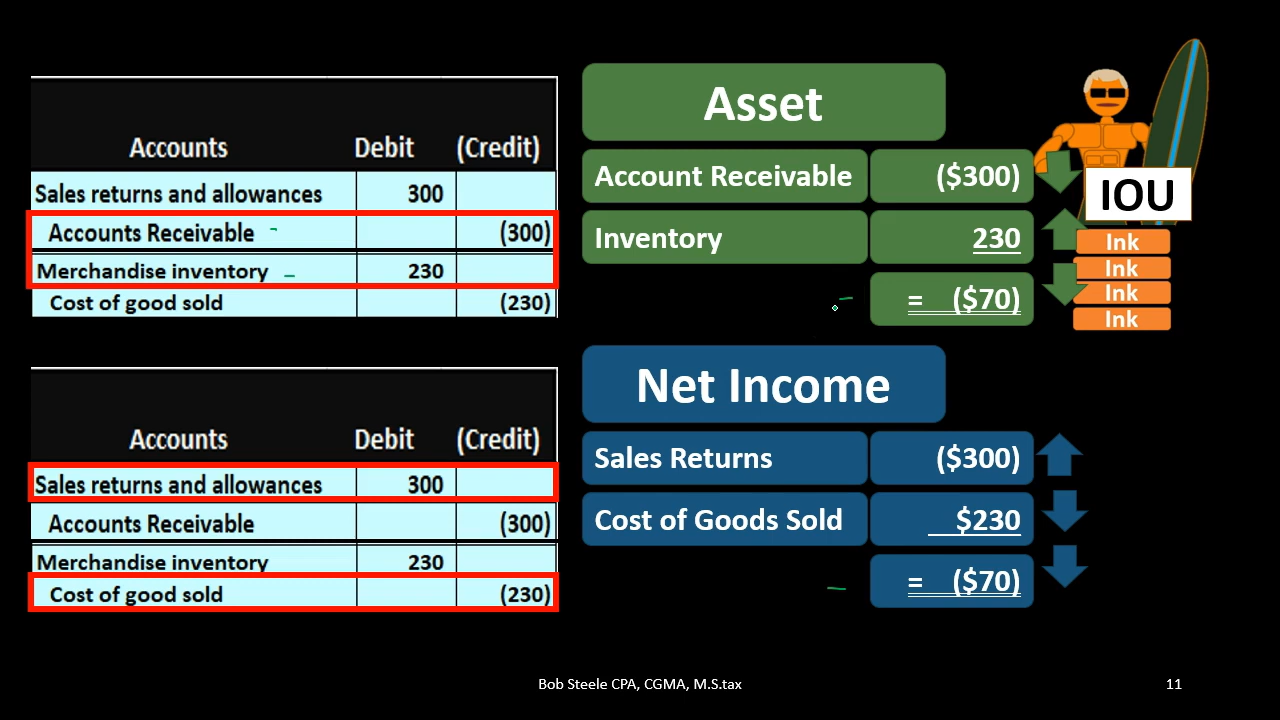 Accounts Debit (Credit)
Sales returns and allowances 300
Accounts Receivable (300)
Merchandise inventory 230
Cost of good sold (230)
Asset
Account Receivable ($300)
Inventory 230
= ($70)
IOU
Ink
Ink
Ink
Ink
Accounts Debit (Credit)
Sales returns and allowances 300
Accounts Receivable (300)
Merchandise inventory 230
Cost of good sold (230)
Net Income
Sales Returns ($300)
Cost of Goods Sold $230
= ($70)
Bob Steele CPA, CGMA, M.S.tax
11